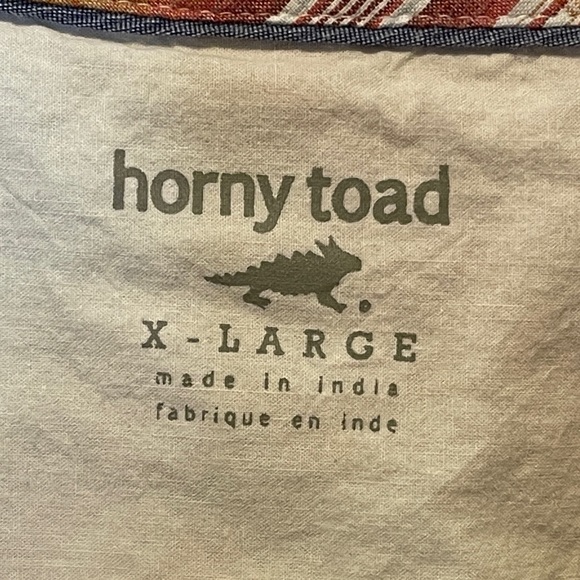 horny toad
X-LARGE
made in india
fabrique en inde